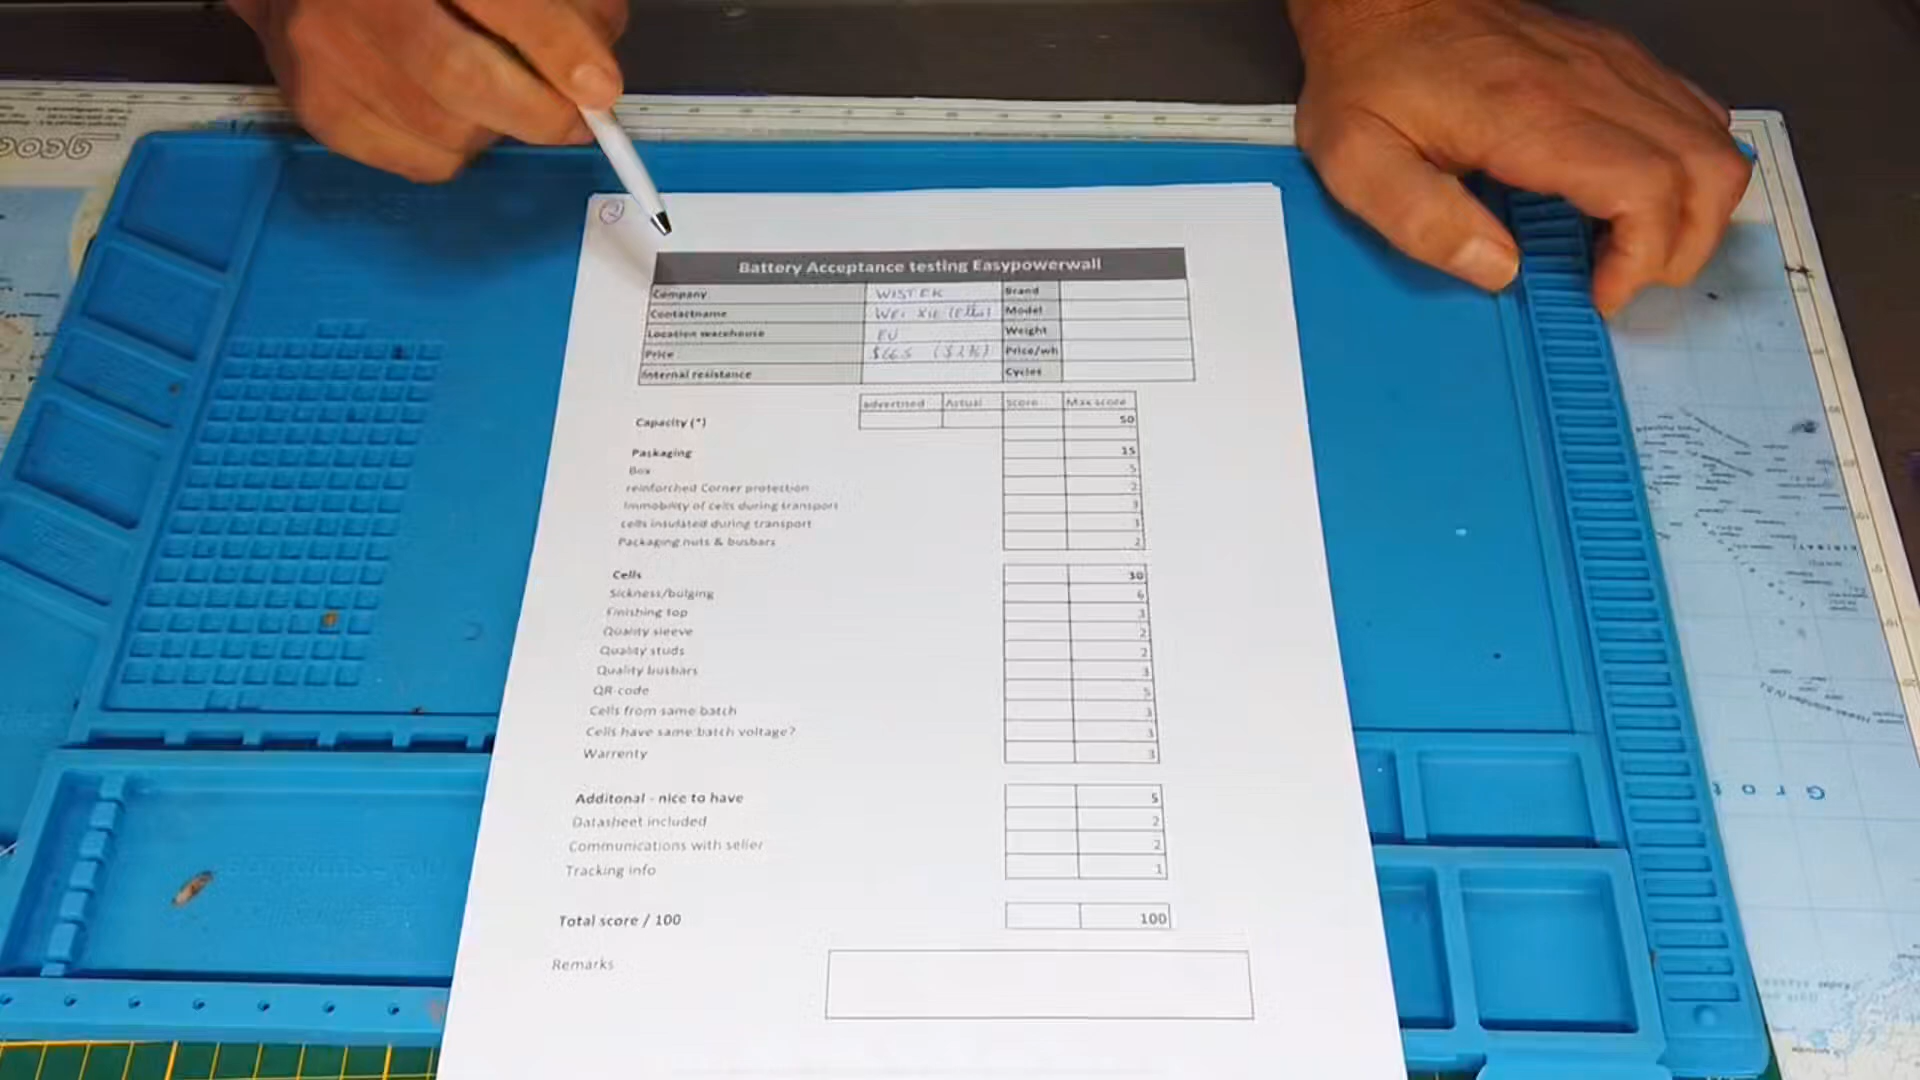 2
Battery Acceptance testing Easypowerwall
Company WISTEK Brand
Contactname WEI XIE Model
Location warehouse EU Weight
Price $665 Price/wh
Internal resistance Cycles
advertised Actual Score Max score
Capacity (*) 50
Packaging 15
Box 5
reinforched Corner protection 2
Immobility of cells during transport 3
cells insulated during transport 3
Packaging nuts & busbars 2
Cells 30
Sickness/bulging 6
Finishing top 3
Quality sleeve 2
Quality studs 2
Quality busbars 3
QR-code 5
Cells from same batch 3
Cells have same batch voltage? 3
Warrenty 3
Additonal - nice to have 5
Datasheet included 2
Communications with seller 2
Tracking info 1
Total score / 100 100
Remarks